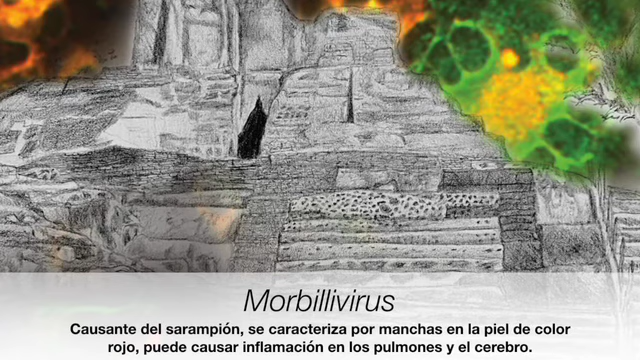 Morbillivirus
Causante del sarampión, se caracteriza por manchas en la piel de color
rojo, puede causar inflamación en los pulmones y el cerebro.